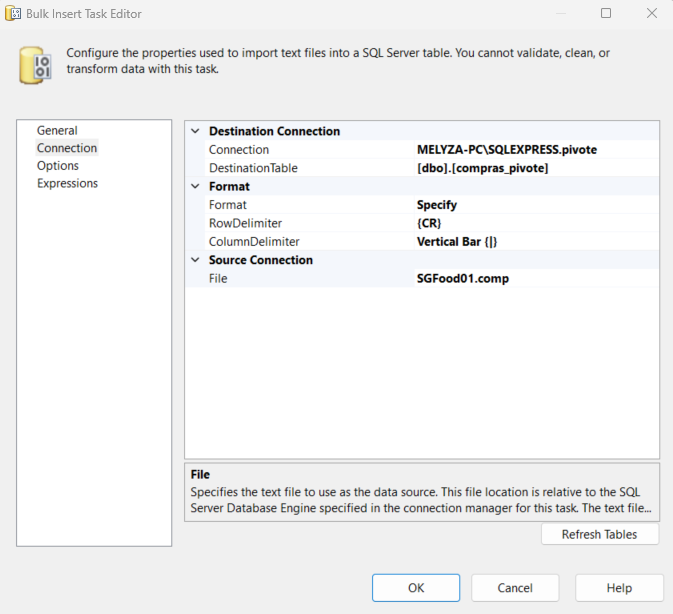 Bulk Insert Task Editor
Configure the properties used to import text files into a SQL Server table. You cannot validate, clean, or
transform data with this task.
General
Connection
Options
Expressions
Destination Connection
Connection MELYZA-PC\SQLEXPRESS.pivote
DestinationTable [dbo].[compras_pivote]
Format
Format Specify
RowDelimiter {CR}
ColumnDelimiter Vertical Bar {|}
Source Connection
File SGFood01.comp
File
Specifies the text file to use as the data source. This file location is relative to the SQL
Server Database Engine specified in the connection manager for this task. The text file...
Refresh Tables
OK
Cancel
Help